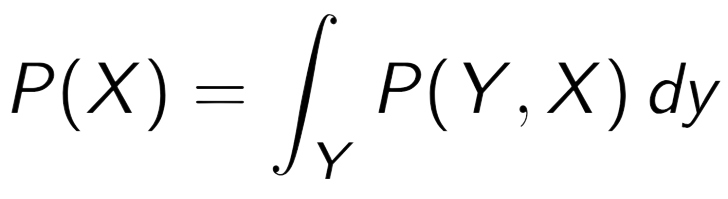 P(X) = ∫_Y P(Y, X) dy